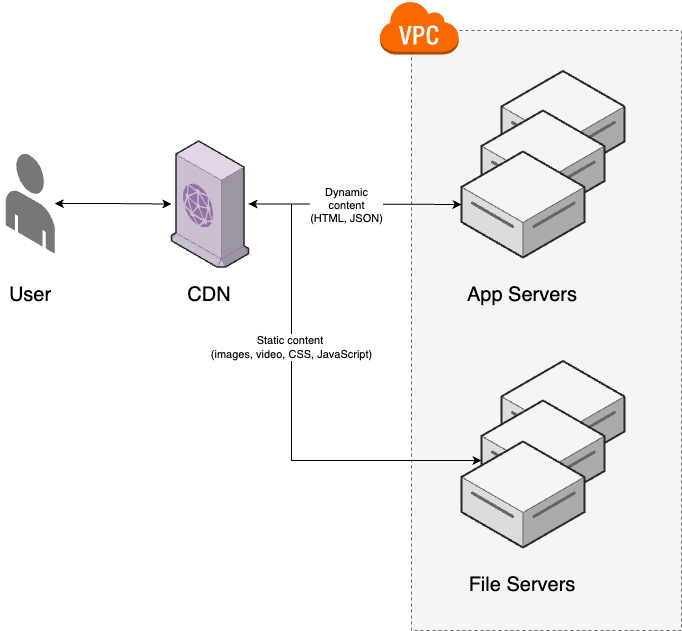 VPC
Dynamic
content
(HTML, JSON)
User
CDN
App Servers
Static content
(images, video, CSS, JavaScript)
File Servers